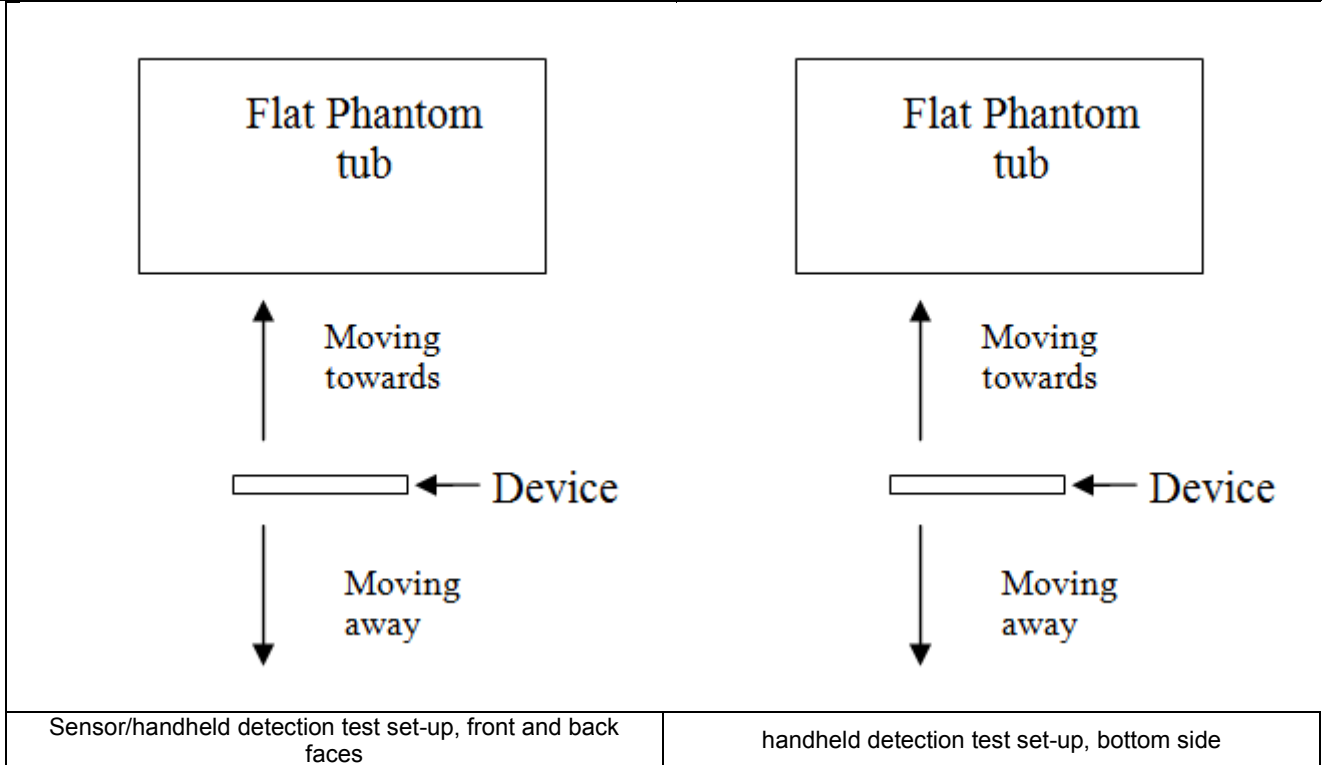 Flat Phantom
tub
Moving
towards
Device
Moving
away
Flat Phantom
tub
Moving
towards
Device
Moving
away
Sensor/handheld detection test set-up, front and back
faces
handheld detection test set-up, bottom side